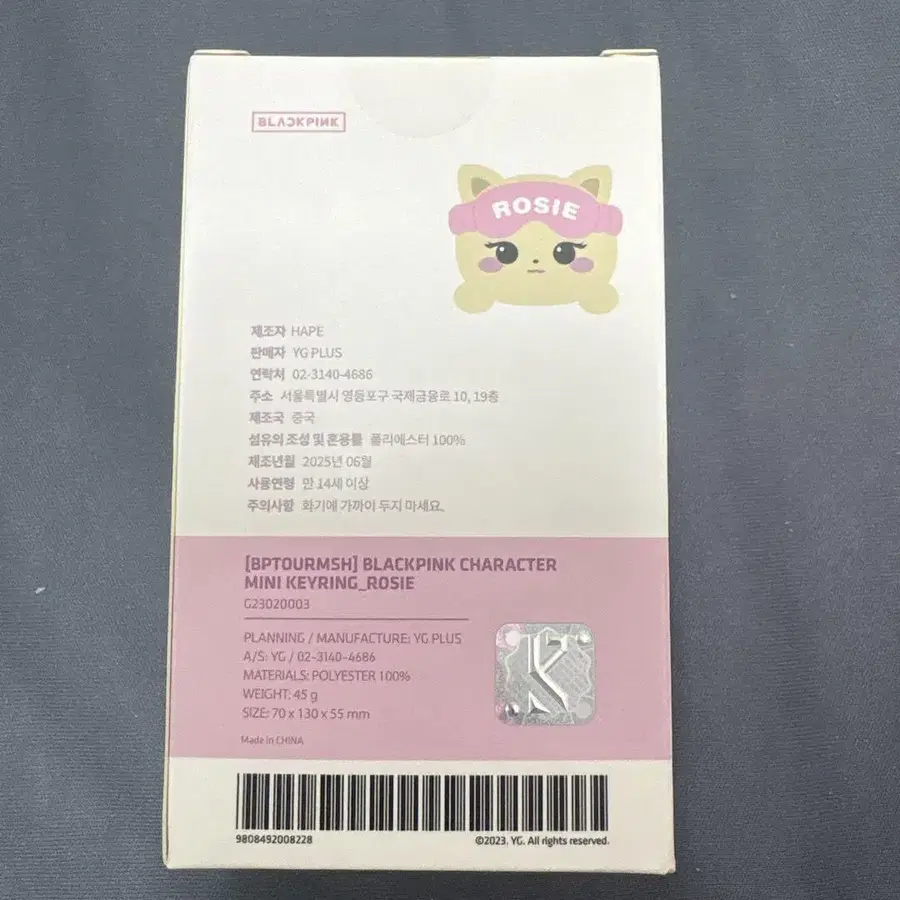 BLACKPINK
ROSIE
제조자 HAPE
판매자 YG PLUS
연락처 02-3140-4686
주소 서울특별시 영등포구 국제금융로 10, 19층
제조국 중국
섬유의 조성 및 혼용률 폴리에스터 100%
제조년월 2025년 06월
사용연령 만 14세 이상
주의사항 화기에 가까이 두지 마세요.
[BPTOURMSH] BLACKPINK CHARACTER
MINI KEYRING_ROSIE
G23020003
PLANNING / MANUFACTURE: YG PLUS
A/S: YG / 02-3140-4686
MATERIALS: POLYESTER 100%
WEIGHT: 45 g
SIZE: 70 x 130 x 55 mm
Made in CHINA
9808492008228
©2023. YG. All rights reserved.